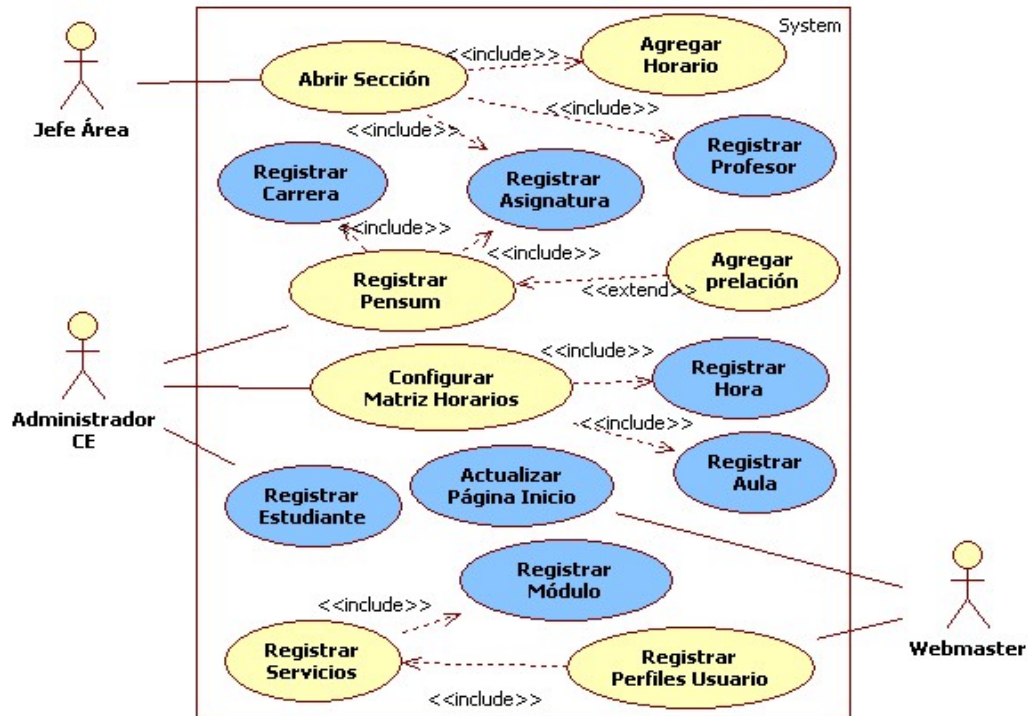 System
<<include>>
Agregar
Horario
Abrir Sección
Jefe Área
<<include>>
<<include>>
Registrar
Profesor
Registrar
Carrera
Registrar
Asignatura
<<include>>
<<include>>
Registrar
Pensum
Agregar
prelación
<<extend>>
Administrador
CE
Configurar
Matriz Horarios
<<include>>
Registrar
Hora
<<include>>
Registrar
Aula
Actualizar
Página Inicio
Registrar
Estudiante
Registrar
Módulo
<<include>>
Registrar
Servicios
Registrar
Perfiles Usuario
<<include>>
Webmaster